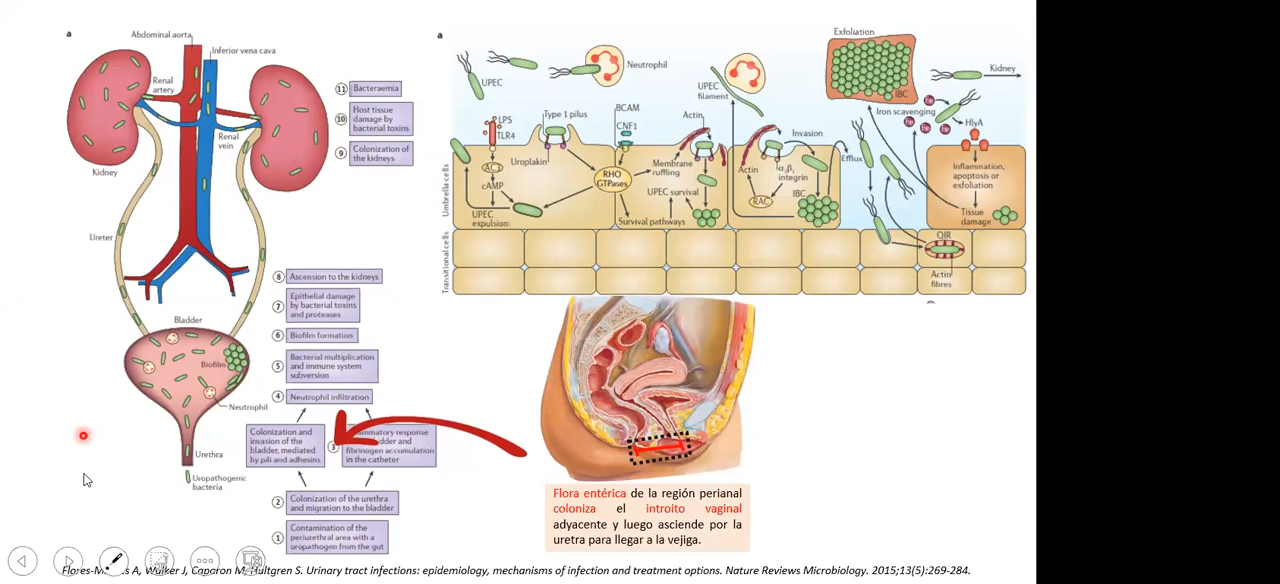 a
Abdominal aorta
Inferior vena cava
Renal
artery
Renal
vein
Kidney
Ureter
11 Bacteraemia
10 Host tissue
damage by
bacterial toxins
9 Colonization of
the kidneys
8 Ascension to the kidneys
7 Epithelial damage
by bacterial toxins
and proteases
6 Biofilm formation
5 Bacterial multiplication
and immune system
subversion
4 Neutrophil infiltration
Colonization and
invasion of the
bladder, mediated
by pili and adhesins
3
response
and
fibrinogen accumulation
in the catheter
2 Colonization of the urethra
and migration to the bladder
1 Contamination of the
periurethral area with a
uropathogen from the gut
Bladder
Biofilm
Neutrophil
Urethra
Uropathogenic
bacteria
a
UPEC
Neutrophil
UPEC
filament
Exfoliation
IBC
Kidney
Iron scavenging
HlyA
LPS
TLR4
Type 1 pilus
BCAM
CNF1
Actin
Invasion
Efflux
Uroplakin
AC3
cAMP
RHO
GTPases
Membrane
ruffling
UPEC survival
Survival pathways
UPEC
expulsion
Actin
α3β1
integrin
RAC
IBC
Inflammation,
apoptosis or
exfoliation
Tissue
damage
QIR
Actin
fibres
Umbrella cells
Transitional cells
Flora entérica de la región perianal
coloniza el introito vaginal
adyacente y luego asciende por la
uretra para llegar a la vejiga.
A, Walker J, Caparon M, Hultgren S. Urinary tract infections: epidemiology, mechanisms of infection and treatment options. Nature Reviews Microbiology. 2015;13(5):269-284.